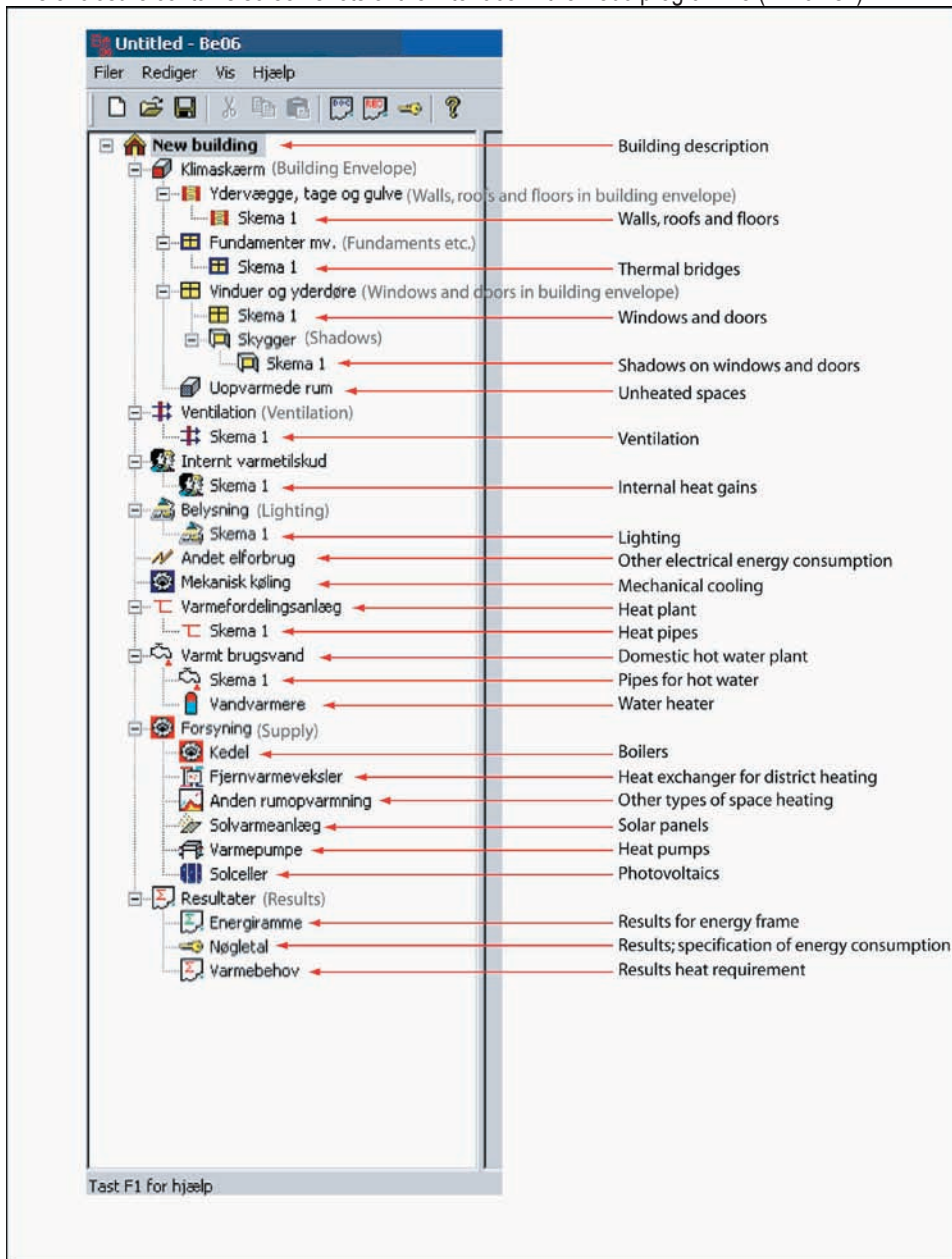 Untitled - Be06
Filer Rediger Vis Hjælp
New building Building description
Klimaskærm (Building Envelope)
Ydervægge, tage og gulve (Walls, roofs and floors in building envelope)
Skema 1 Walls, roofs and floors
Fundamenter mv. (Fundaments etc.)
Skema 1 Thermal bridges
Vinduer og yderdøre (Windows and doors in building envelope)
Skema 1 Windows and doors
Skygger (Shadows)
Skema 1 Shadows on windows and doors
Uopvarmede rum Unheated spaces
Ventilation (Ventilation)
Skema 1 Ventilation
Internt varmetilskud
Skema 1 Internal heat gains
Belysning (Lighting)
Skema 1 Lighting
Andet elforbrug Other electrical energy consumption
Mekanisk køling Mechanical cooling
Varmefordelingsanlæg Heat plant
Skema 1 Heat pipes
Varmt brugsvand Domestic hot water plant
Skema 1 Pipes for hot water
Vandvarmere Water heater
Forsyning (Supply)
Kedel Boilers
Fjernvarmeveksler Heat exchanger for district heating
Anden rumopvarmning Other types of space heating
Solvarmeanlæg Solar panels
Varmepumpe Heat pumps
Solceller Photovoltaics
Resultater (Results)
Energiramme Results for energy frame
Nøgletal Results; specification of energy consumption
Varmebehov Results heat requirement
Tast F1 for hjælp